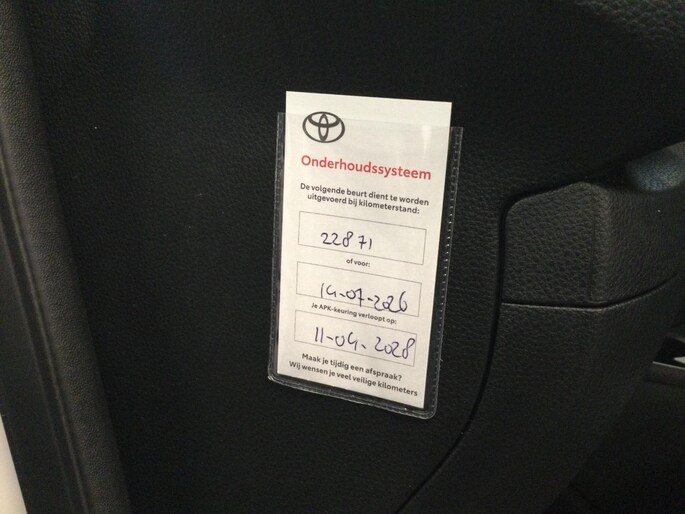 Onderhoudssysteem
De volgende beurt dient te worden
uitgevoerd bij kilometerstand:
22871
of voor:
14-07-2026
Je APK-keuring verloopt op:
11-04-2028
Maak je tijdig een afspraak?
Wij wensen je veel veilige kilometers